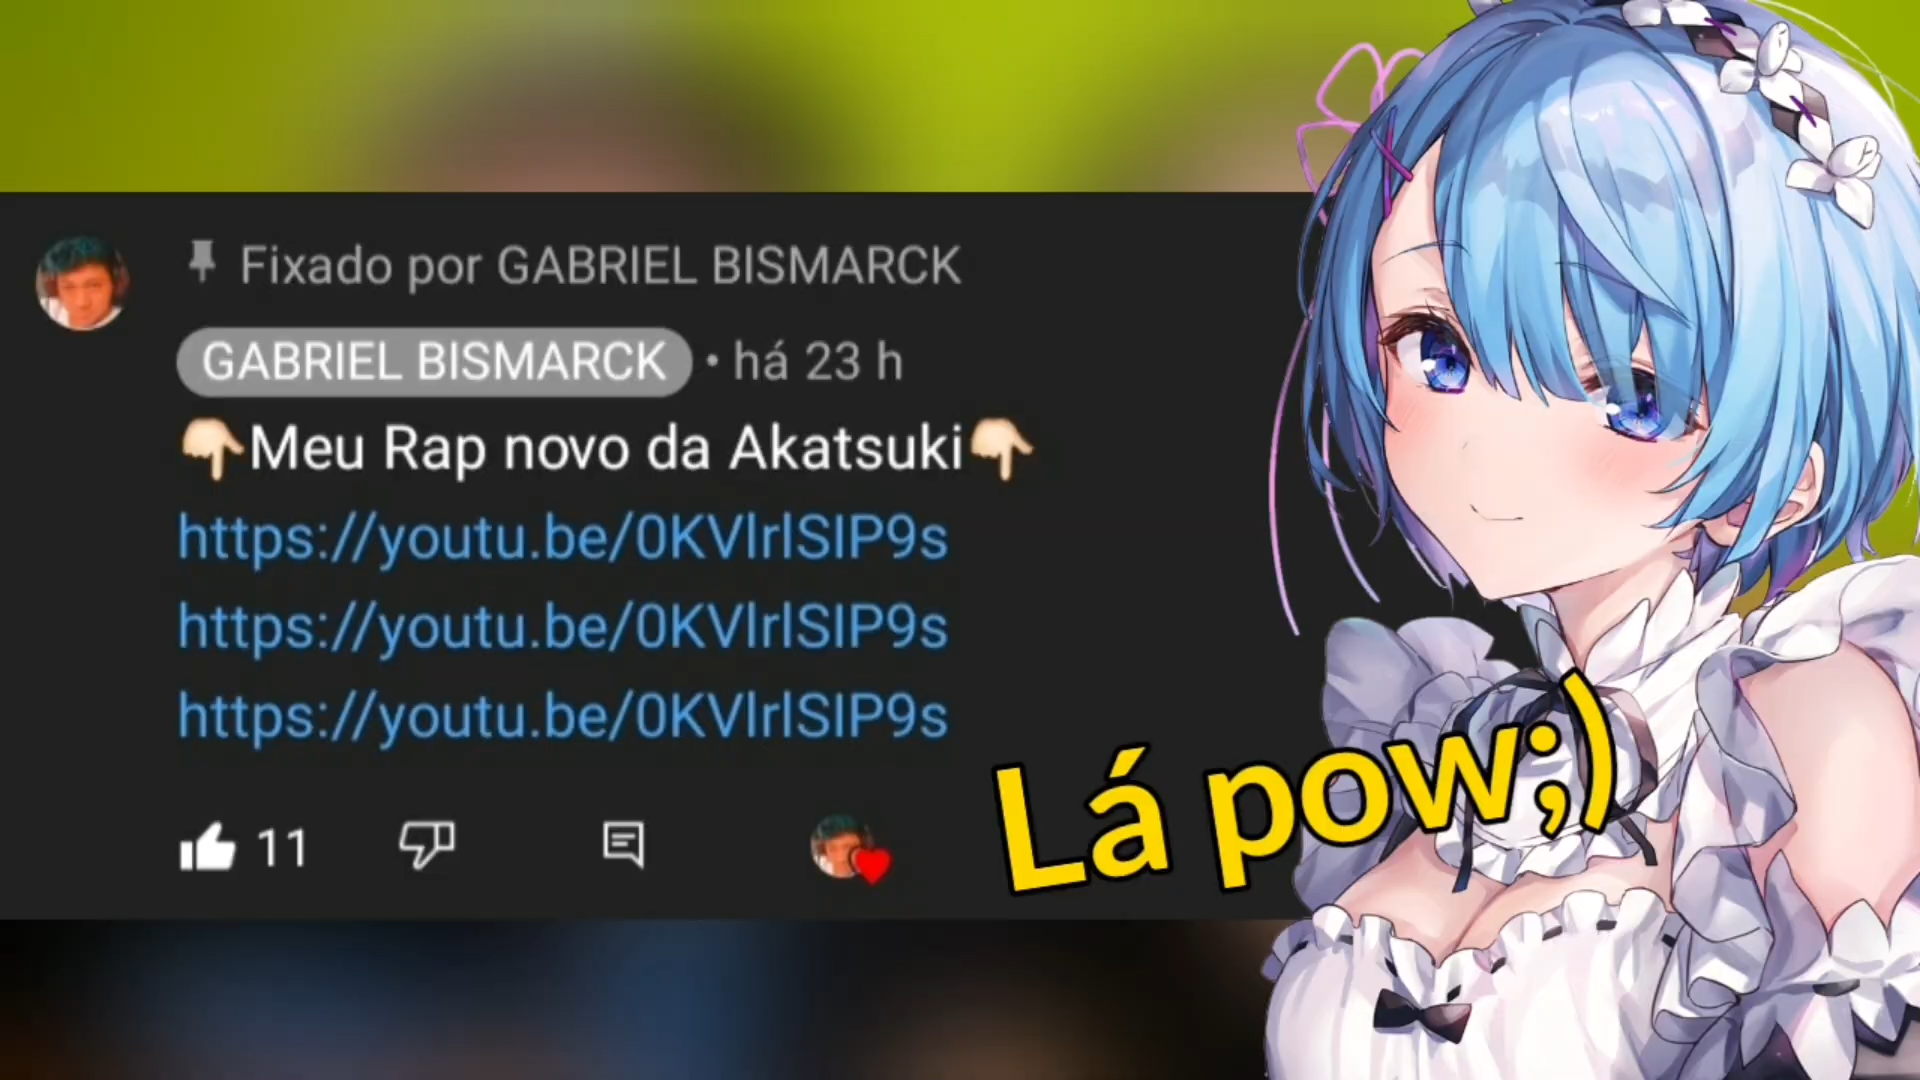 Fixado por GABRIEL BISMARCK
GABRIEL BISMARCK • há 23 h
👇🏻Meu Rap novo da Akatsuki👇🏻
https://youtu.be/0KVlrlSIP9s
https://youtu.be/0KVlrlSIP9s
https://youtu.be/0KVlrlSIP9s
11
Lá pow;)